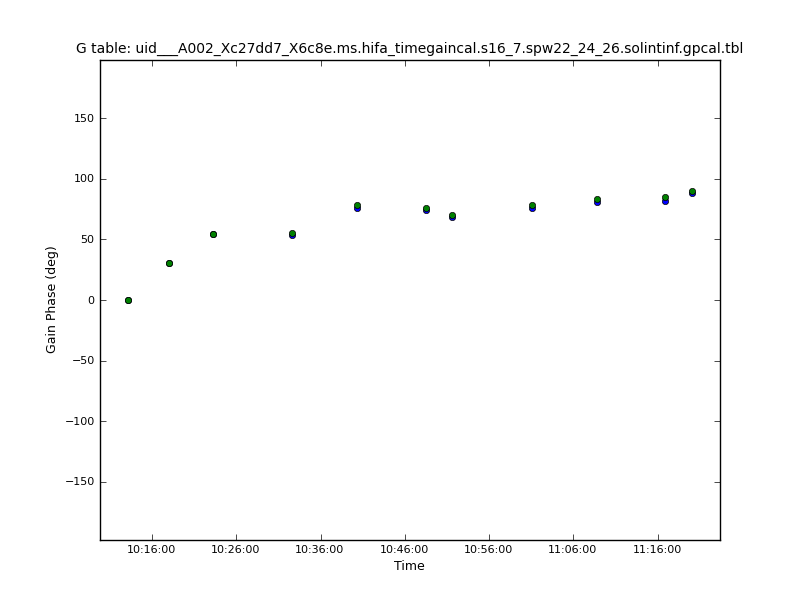 G table: uid___A002_Xc27dd7_X6c8e.ms.hifa_timegaincal.s16_7.spw22_24_26.solintinf.gpcal.tbl
150
100
50
0
−50
−100
−150
Gain Phase (deg)
10:16:00 10:26:00 10:36:00 10:46:00 10:56:00 11:06:00 11:16:00
Time